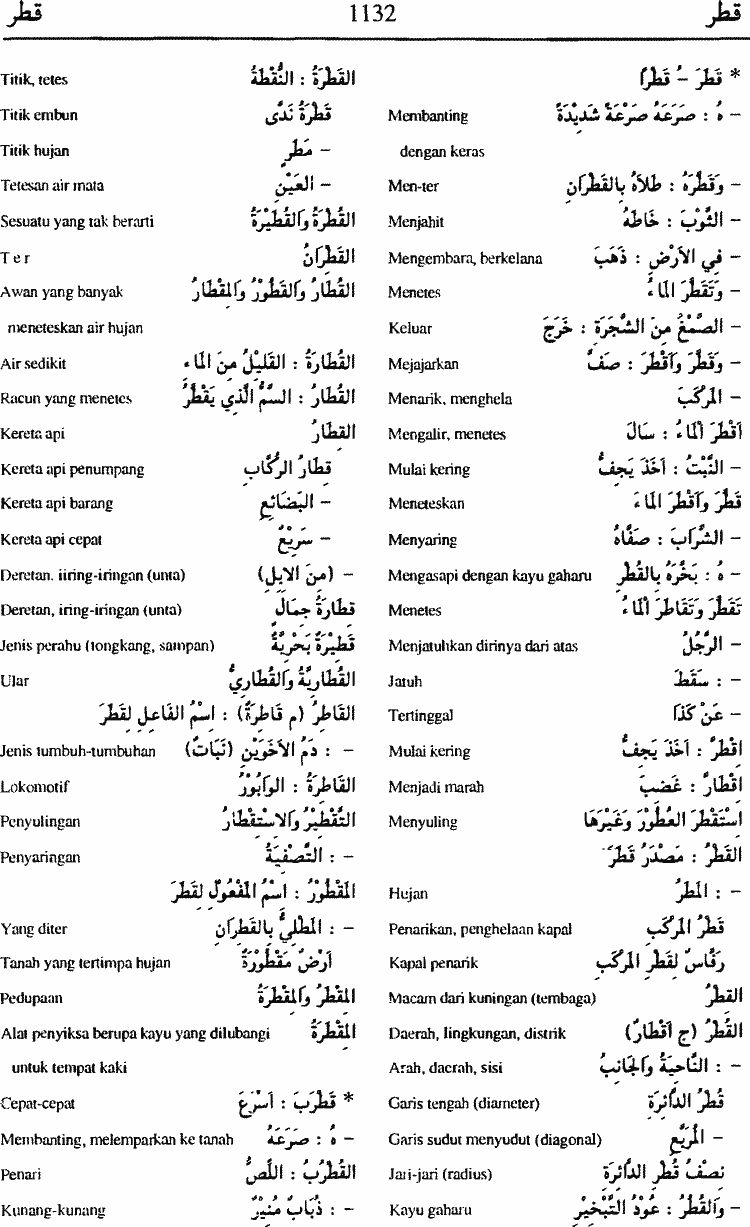 قطر 1132 قطر
* قَطَرَ ـُ قَطْرًا
– هُ : صَرَعَهُ صَرْعَةً شَدِيْدَةً Membanting
dengan keras
– وَقَطَّرَهُ : طَلاَهُ بِالقَطْرَانِ Men-ter
– الثَّوْبَ : خَاطَهُ Menjahit
– فِي الأَرْضِ : ذَهَبَ Mengembara, berkelana
– وَتَقَطَّرَ المَاءُ Menetes
– الصَّمْغُ مِنَ الشَّجَرَةِ : خَرَجَ Keluar
– وَقَطَّرَ وَأَقْطَرَ : صَفَّ Mejajarkan
– المَرْكَبَ Menarik, menghela
أَقْطَرَ المَاءُ : سَالَ Mengalir, menetes
– النَّبْتُ : أَخَذَ يَجِفُّ Mulai kering
قَطَّرَ وَأَقْطَرَ المَاءَ Meneteskan
– الشَّرَابَ : صَفَّاهُ Menyaring
– هُ : بَخَّرَهُ بِالقُطْرِ Mengasapi dengan kayu gaharu
تَقَطَّرَ وَتَقَاطَرَ المَاءُ Menetes
– الرَّجُلُ Menjatuhkan dirinya dari atas
– : سَقَطَ Jatuh
– عَنْ كَذَا Tertinggal
اقْطَرَّ : أَخَذَ يَجِفُّ Mulai kering
اقْطَارَّ : غَضِبَ Menjadi marah
اسْتَقْطَرَ العُطُوْرَ وَغَيْرَهَا Menyuling
القَطْرُ : مَصْدَرُ قَطَرَ
– : المَطَرُ Hujan
قَطْرُ المَرْكَبِ Penarikan, penghelaan kapal
رَفَّاسٌ لِقَطْرِ المَرْكَبِ Kapal penarik
القِطْرُ Macam dari kuningan (tembaga)
القُطْرُ (ج أَقْطَارٌ) Daerah, lingkungan, distrik
– : النَّاحِيَةُ وَالجَانِبُ Arah, daerah, sisi
قُطْرُ الدَّائِرَةِ Garis tengah (diameter)
– المُرَبَّعِ Garis sudut menyudut (diagonal)
نِصْفُ قُطْرِ الدَّائِرَةِ Jari-jari (radius)
– وَالقُطُرُ : عُوْدُ التَّبْخِيْرِ Kayu gaharu
القَطْرَةُ : النُّقْطَةُ Titik, tetes
قَطْرَةُ نَدًى Titik embun
– مَطَرٍ Titik hujan
– العَيْنِ Tetesan air mata
القُطْرَةُ وَالقُطَيْرَةُ Sesuatu yang tak berarti
القَطْرَانُ T e r
القَطَّارُ وَالقَطُوْرُ وَالمِقْطَارُ Awan yang banyak
meneteskan air hujan
القُطَارَةُ : القَلِيْلُ مِنَ المَاءِ Air sedikit
القُطَارُ : السَّمُّ الَّذِي يَقْطُرُ Racun yang menetes
القِطَارُ Kereta api
قِطَارُ الرُّكَّابِ Kereta api penumpang
– البَضَائِعِ Kereta api barang
– سَرِيْعٌ Kereta api cepat
– (مِنَ الاِبِلِ) Deretan, iiring-iringan (unta)
قِطَارَةُ جِمَالٍ Deretan, iring-iringan (unta)
قَطِيْرَةٌ بَحْرِيَّةٌ Jenis perahu (tongkang, sampan)
القُطَارِيَّةُ وَالقُطَارِيُّ Ular
القَاطِرُ (م قَاطِرَةٌ) : اسْمُ الفَاعِلِ لِقَطَرَ
– : دَمُ الأَخَوَيْنِ (نَبَاتٌ) Jenis tumbuh-tumbuhan
القَاطِرَةُ : الوَابُوْرُ Lokomotif
التَّقْطِيْرُ وَالاسْتِقْطَارُ Penyulingan
– : التَّصْفِيَةُ Penyaringan
المَقْطُوْرُ : اسْمُ المَفْعُوْلِ لِقَطَرَ
– : المَطْلِيُّ بِالقَطِرَانِ Yang diter
أَرْضٌ مَقْطُوْرَةٌ Tanah yang tertimpa hujan
المِقْطَرُ وَالمِقْطَرَةُ Pedupaan
المِقْطَرَةُ Alat penyiksa berupa kayu yang dilubangi
untuk tempat kaki
* قَطْرَبَ : أَسْرَعَ Cepat-cepat
– هُ : صَرَعَهُ Membanting, melemparkan ke tanah
القُطْرُبُ : اللِّصُّ Penari
– : ذُبَابٌ مُنِيْرٌ Kunang-kunang